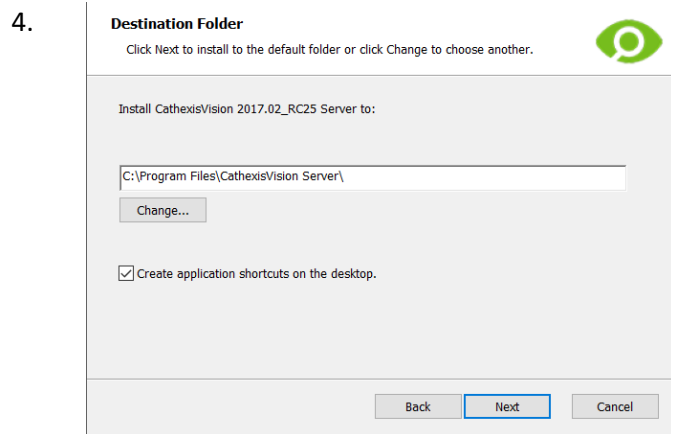 4.
Destination Folder
Click Next to install to the default folder or click Change to choose another.
Install CathexisVision 2017.02_RC25 Server to:
C:\Program Files\CathexisVision Server\
Change...
Create application shortcuts on the desktop.
Back Next Cancel